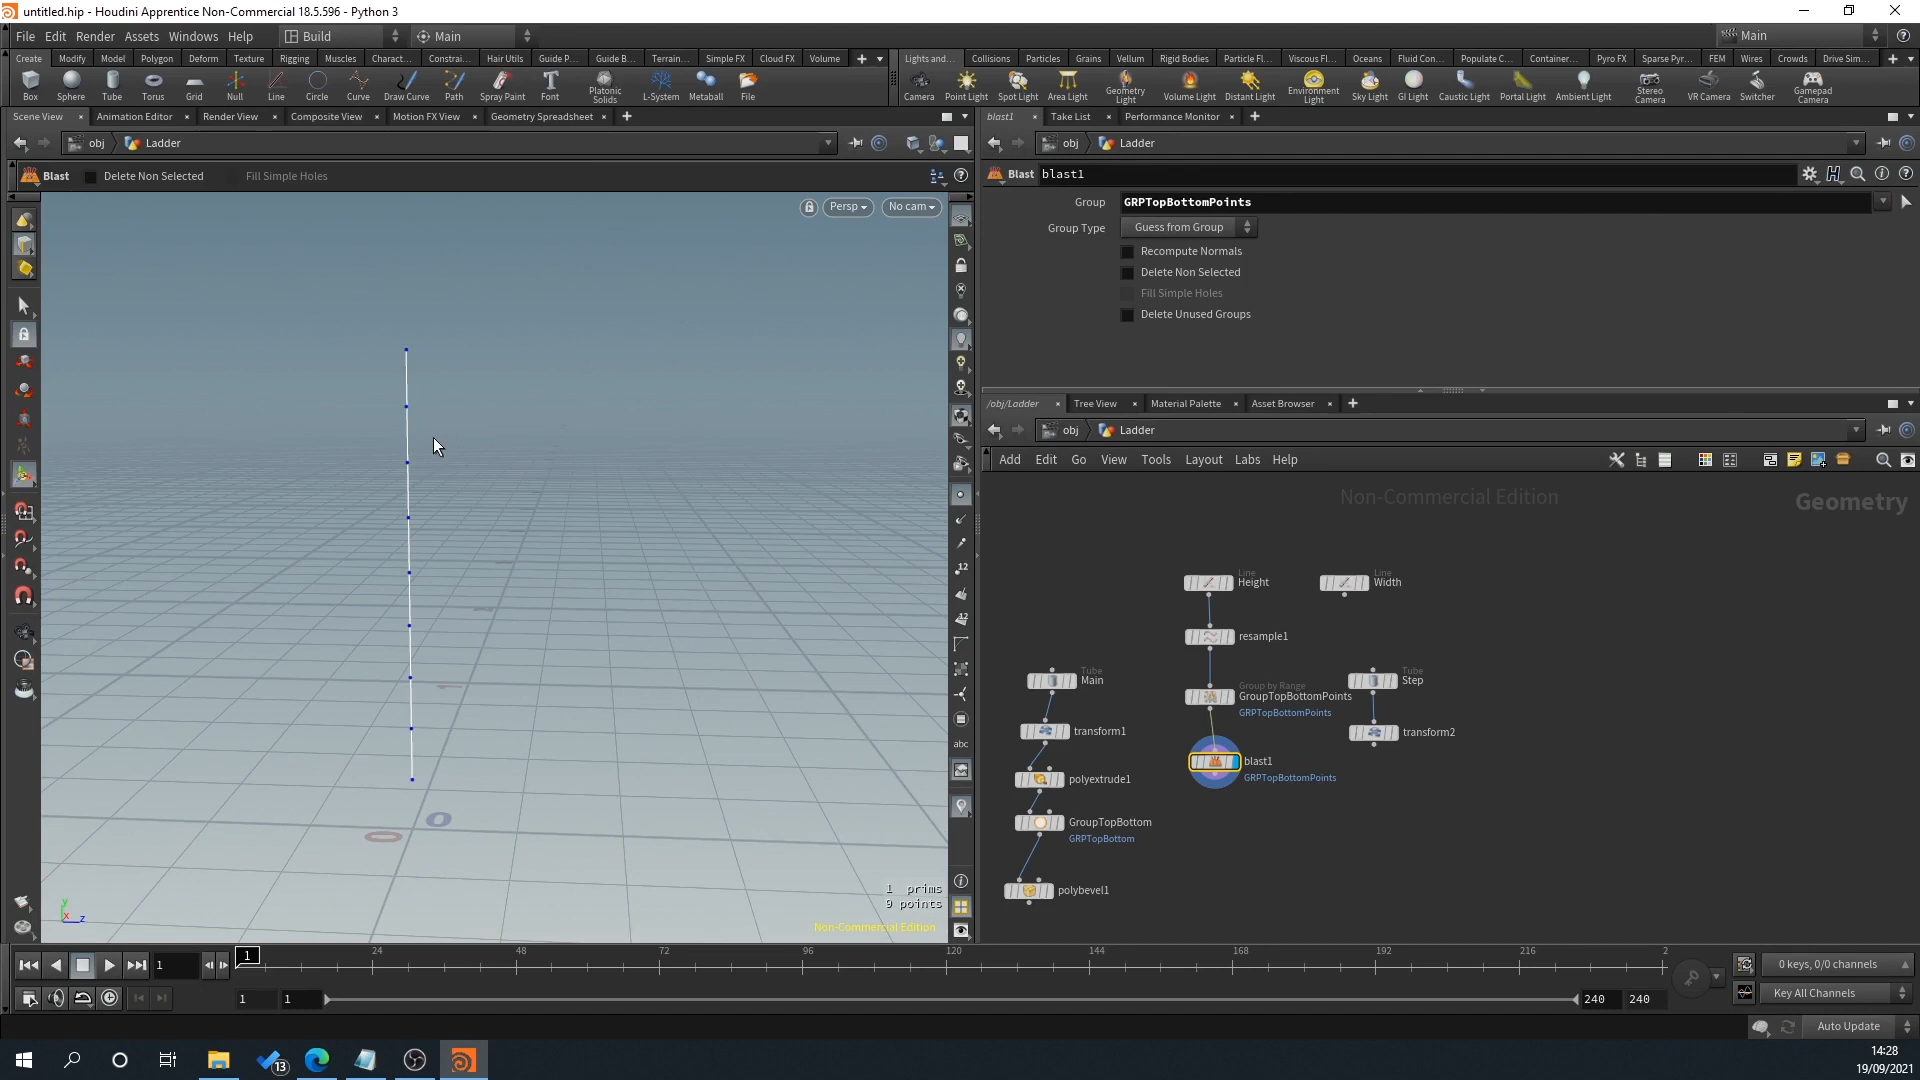 untitled.hip - Houdini Apprentice Non-Commercial 18.5.596 - Python 3
File Edit Render Assets Windows Help Build Main Main
Create Modify Model Polygon Deform Texture Rigging Muscles Charact... Constrai... Hair Utils Guide P... Guide B... Terrain... Simple FX Cloud FX Volume
Box Sphere Tube Torus Grid Null Line Circle Curve Draw Curve Path Spray Paint Font Platonic Solids L-System Metaball File
Lights and... Collisions Particles Grains Vellum Rigid Bodies Particle Fl... Viscous Fl... Oceans Fluid Con... Populate C... Container... Pyro FX Sparse Pyr... FEM Wires Crowds Drive Sim...
Camera Point Light Spot Light Area Light Geometry Light Volume Light Distant Light Environment Light Sky Light GI Light Caustic Light Portal Light Ambient Light Stereo Camera VR Camera Switcher Gamepad Camera
Scene View Animation Editor Render View Composite View Motion FX View Geometry Spreadsheet
obj Ladder
Blast Delete Non Selected Fill Simple Holes
Persp No cam
1 prims
9 points
Non-Commercial Edition
blast1 Take List Performance Monitor
obj Ladder
Blast blast1
Group GRPTopBottomPoints
Group Type Guess from Group
Recompute Normals
Delete Non Selected
Fill Simple Holes
Delete Unused Groups
/obj/Ladder Tree View Material Palette Asset Browser
obj Ladder
Add Edit Go View Tools Layout Labs Help
Non-Commercial Edition
Geometry
Line
Height
Line
Width
resample1
Tube
Main
Group by Range
GroupTopBottomPoints
GRPTopBottomPoints
Tube
Step
transform1
transform2
blast1
GRPTopBottomPoints
polyextrude1
GroupTopBottom
GRPTopBottom
polybevel1
12
12
abc
y
x z
0
0
1
1 24 48 72 96 120 144 168 192 216 2
0 keys, 0/0 channels
1 1 240 240
Key All Channels
Auto Update
13
14:28
19/09/2021